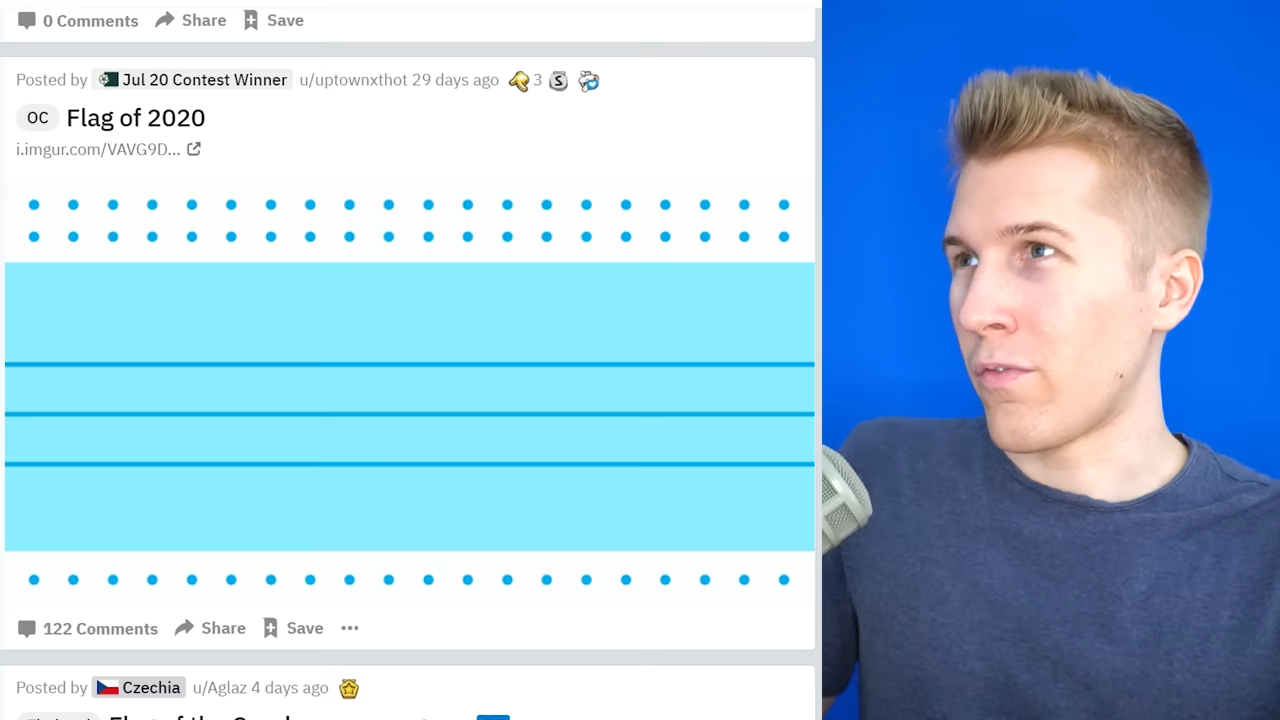 0 Comments Share Save
Posted by Jul 20 Contest Winner u/uptownxthot 29 days ago 3 S
OC Flag of 2020
i.imgur.com/VAVG9D...
122 Comments Share Save
Posted by Czechia u/Aglaz 4 days ago